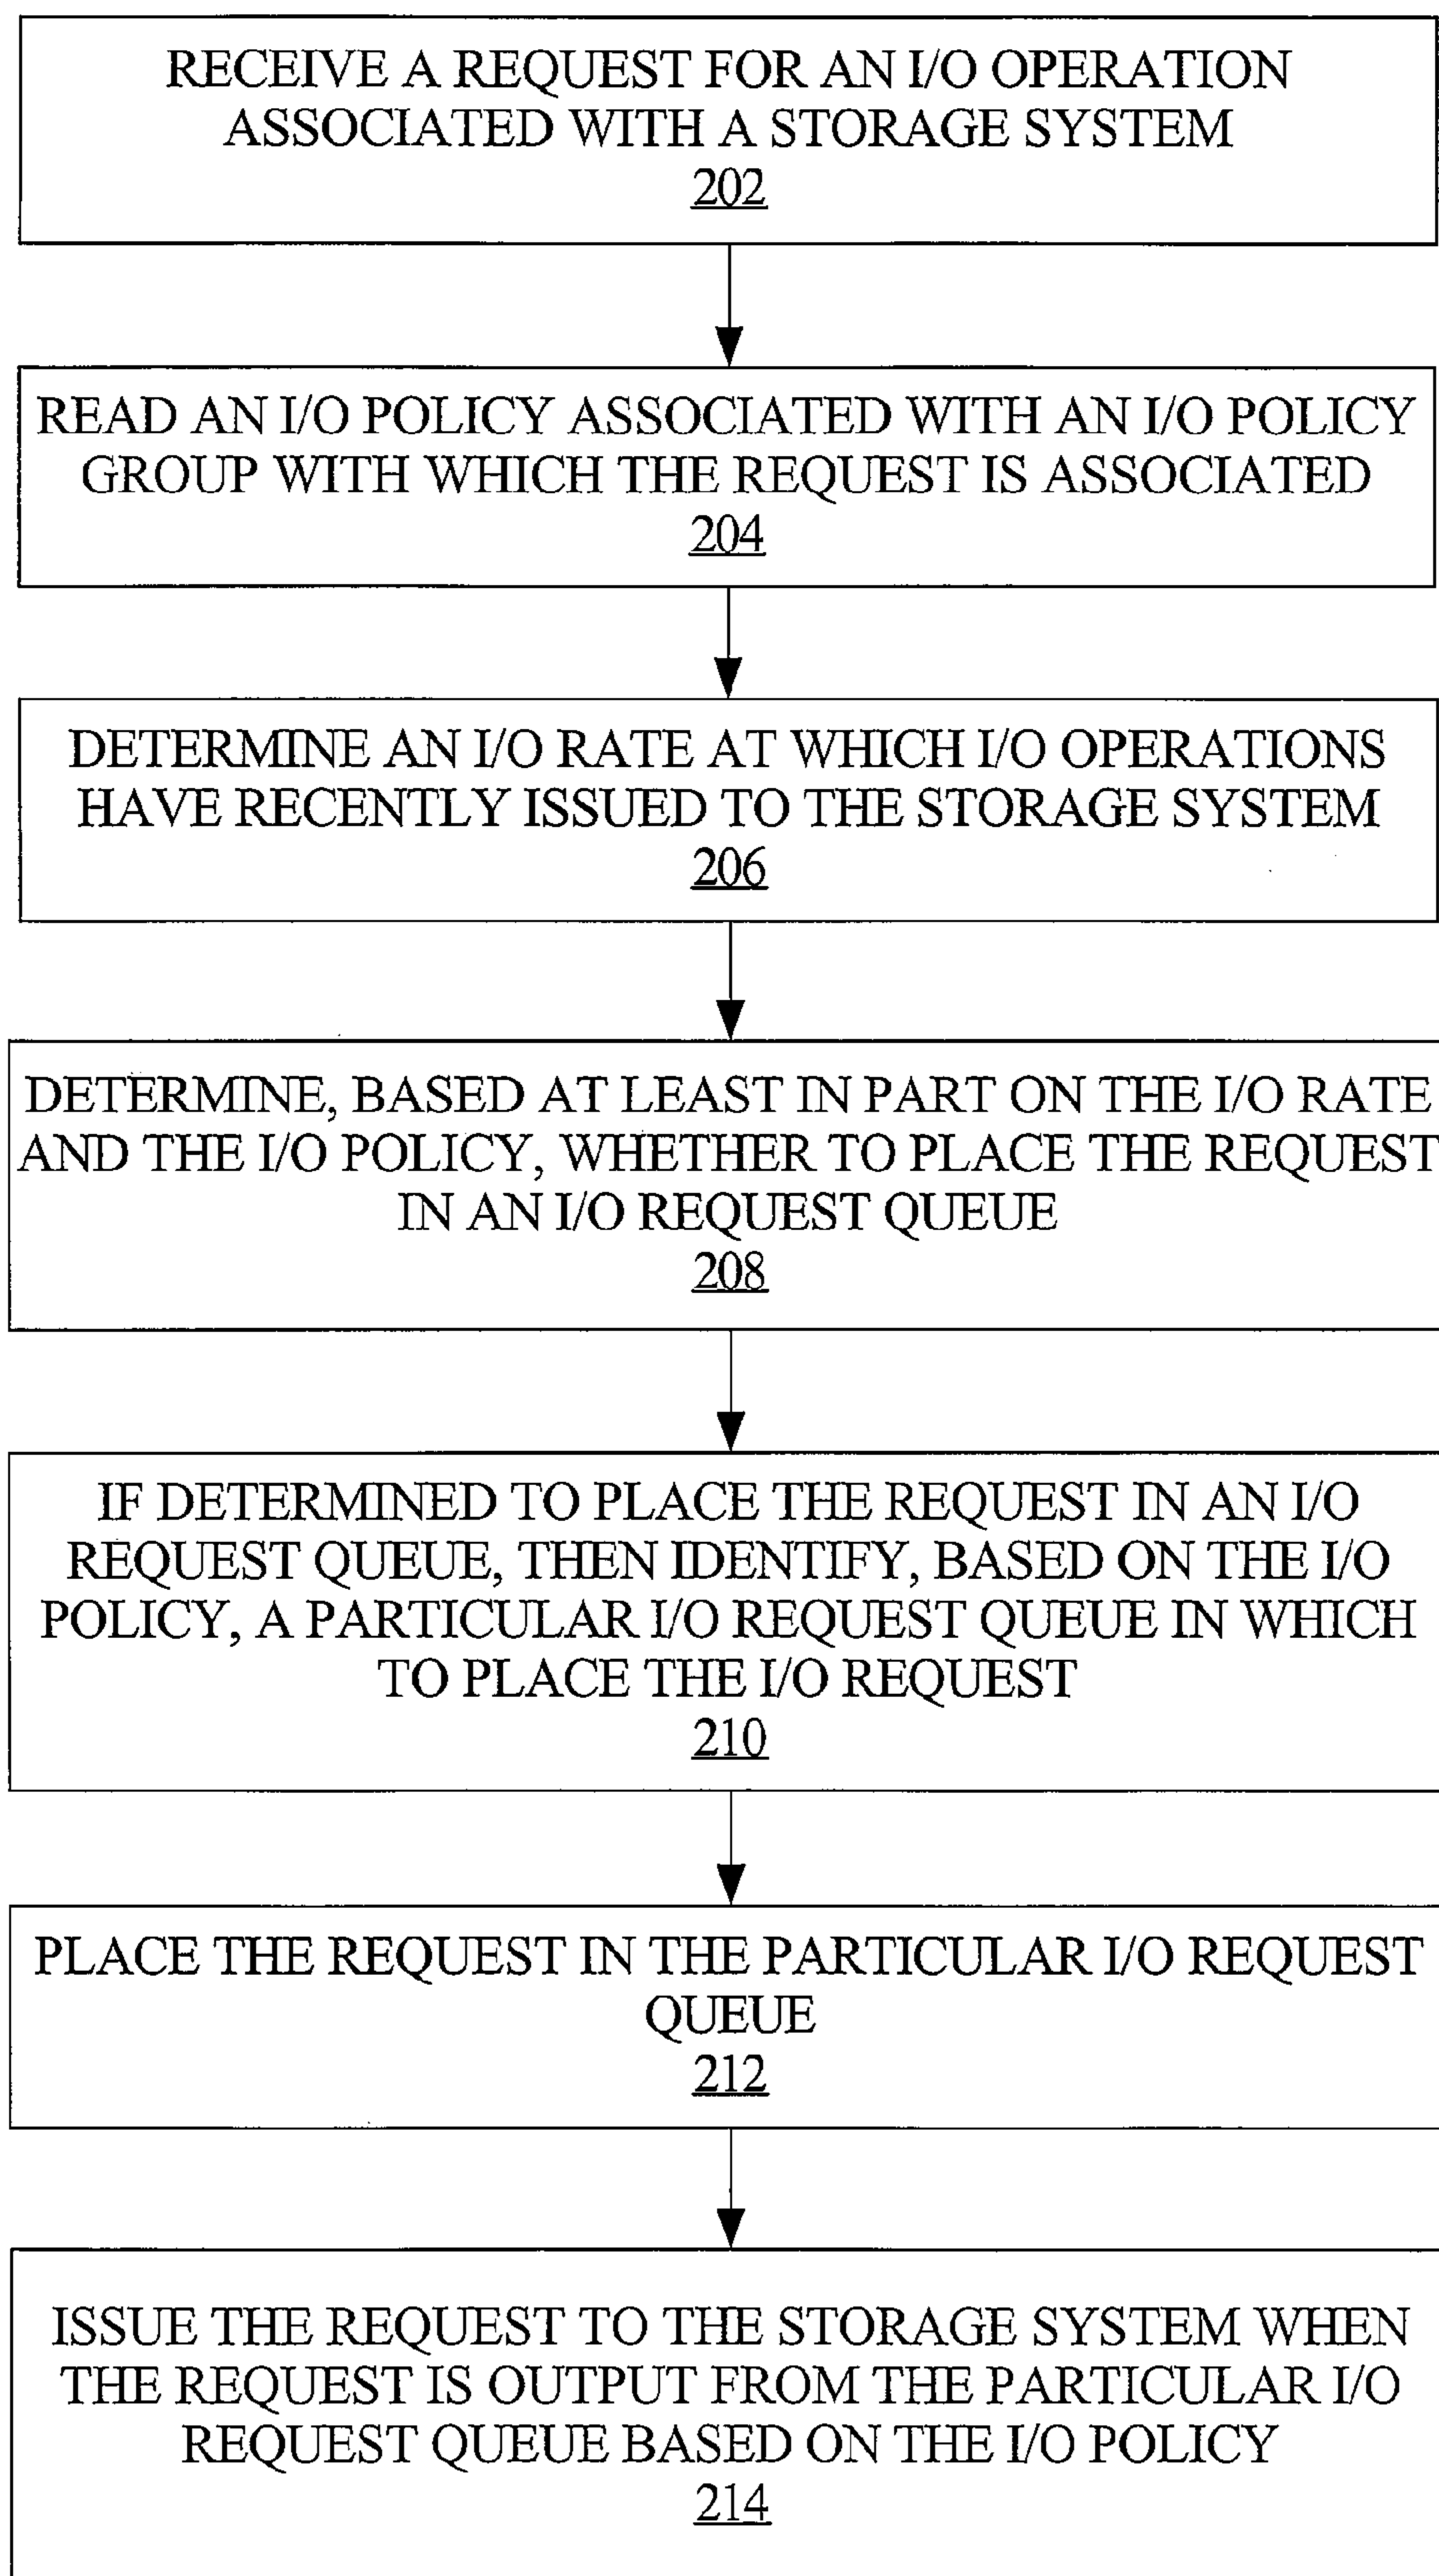 RECEIVE A REQUEST FOR AN I/O OPERATION
ASSOCIATED WITH A STORAGE SYSTEM
202
READ AN I/O POLICY ASSOCIATED WITH AN I/O POLICY
GROUP WITH WHICH THE REQUEST IS ASSOCIATED
204
DETERMINE AN I/O RATE AT WHICH I/O OPERATIONS
HAVE RECENTLY ISSUED TO THE STORAGE SYSTEM
206
DETERMINE, BASED AT LEAST IN PART ON THE I/O RATE
AND THE I/O POLICY, WHETHER TO PLACE THE REQUEST
IN AN I/O REQUEST QUEUE
208
IF DETERMINED TO PLACE THE REQUEST IN AN I/O
REQUEST QUEUE, THEN IDENTIFY, BASED ON THE I/O
POLICY, A PARTICULAR I/O REQUEST QUEUE IN WHICH
TO PLACE THE I/O REQUEST
210
PLACE THE REQUEST IN THE PARTICULAR I/O REQUEST
QUEUE
212
ISSUE THE REQUEST TO THE STORAGE SYSTEM WHEN
THE REQUEST IS OUTPUT FROM THE PARTICULAR I/O
REQUEST QUEUE BASED ON THE I/O POLICY
214